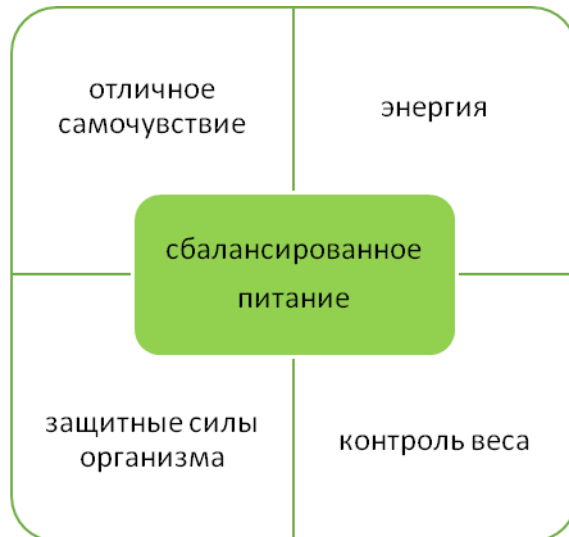 отличное
самочувствие
энергия
сбалансированное
питание
защитные силы
организма
контроль веса